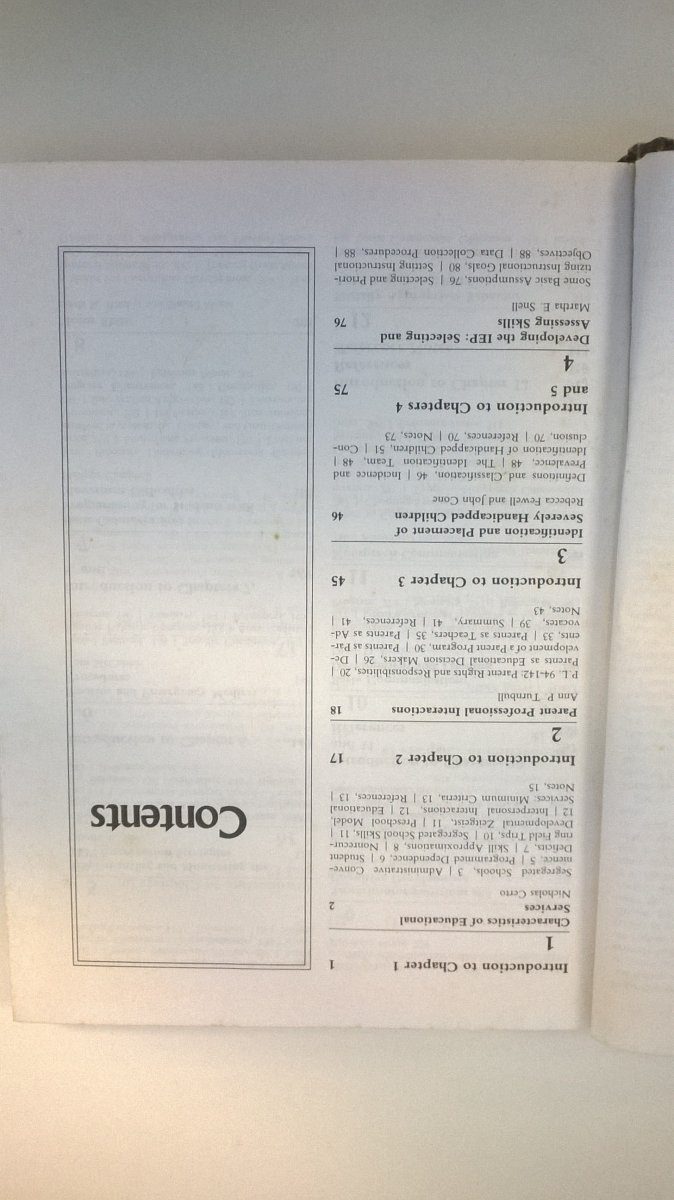 Contents
Introduction to Chapter 1 1
1
Characteristics of Educational
Services 2
Nicholas Certo
Segregated Schools, 3 | Administrative Conve-
nience, 5 | Programmed Dependence, 6 | Student
Deficits, 7 | Skill Approximations, 8 | Nonrecur-
ring Field Trips, 10 | Segregated School Skills, 11 |
Developmental Zeitgeist, 11 | Preschool Model,
12 | Interpersonal Interactions, 12 | Educational
Services: Minimum Criteria, 13 | References, 13 |
Notes, 15
Introduction to Chapter 2 17
2
Parent Professional Interactions 18
Ann P. Turnbull
P.L. 94-142: Parent Rights and Responsibilities, 20 |
Parents as Educational Decision Makers, 26 | De-
velopment of a Parent Program, 30 | Parents as Par-
ents, 33 | Parents as Teachers, 35 | Parents as Ad-
vocates, 39 | Summary, 41 | References, 41 |
Notes, 43
Introduction to Chapter 3 45
3
Identification and Placement of
Severely Handicapped Children 46
Rebecca Fewell and John Cone
Definitions and Classification, 46 | Incidence and
Prevalence, 48 | The Identification Team, 48 |
Identification of Handicapped Children, 51 | Con-
clusion, 70 | References, 70 | Notes, 73
Introduction to Chapters 4
and 5 75
4
Developing the IEP: Selecting and
Assessing Skills 76
Martha E. Snell
Some Basic Assumptions, 76 | Selecting and Priori-
tizing Instructional Goals, 80 | Setting Instructional
Objectives, 88 | Data Collection Procedures, 88 |